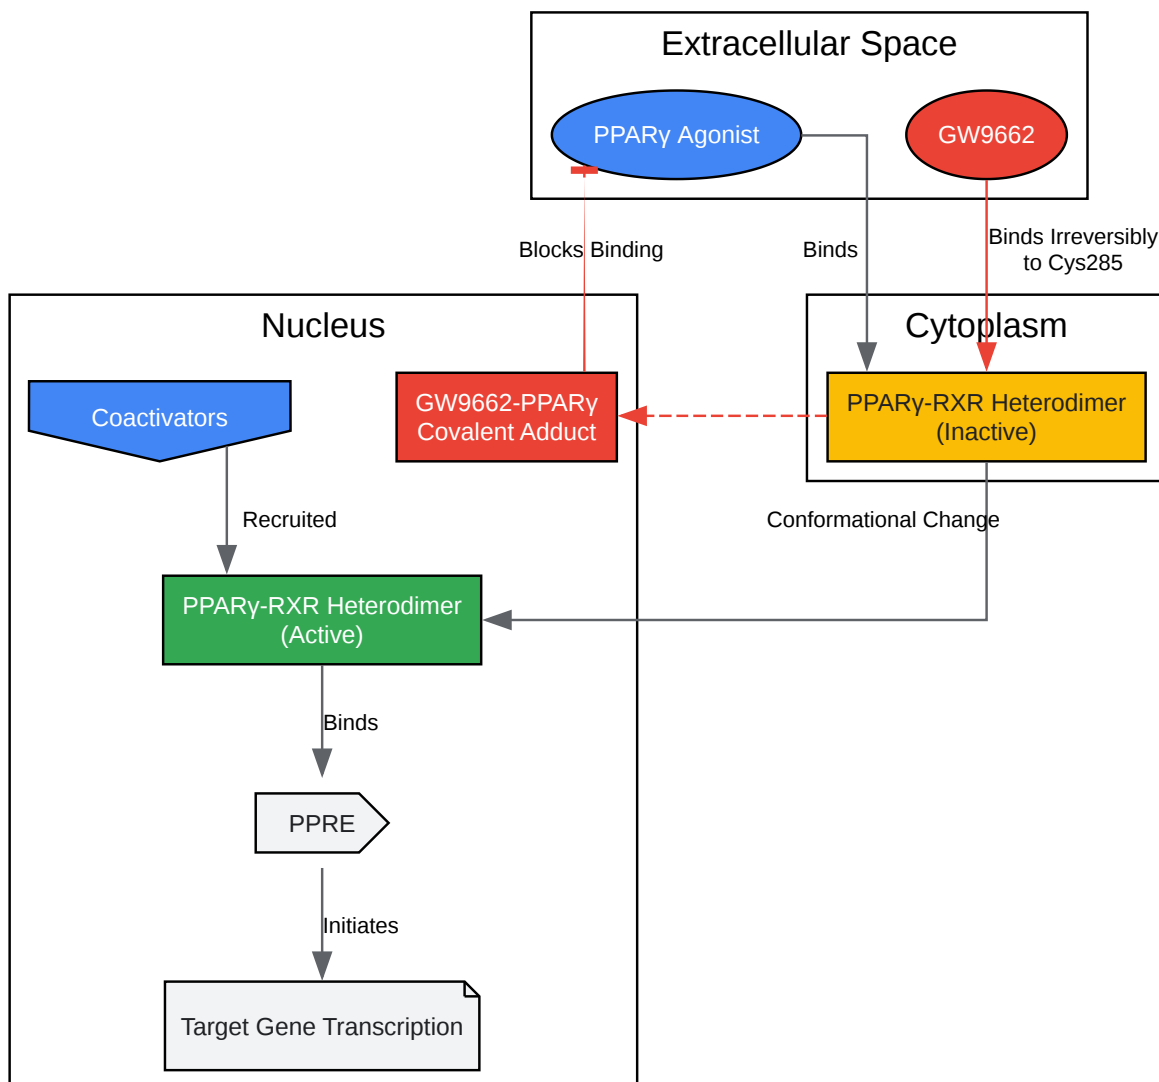 Extracellular Space
PPARγ Agonist
GW9662
Blocks Binding
Binds
Binds Irreversibly
to Cys285
Nucleus
Cytoplasm
Coactivators
GW9662-PPARγ
Covalent Adduct
PPARγ-RXR Heterodimer
(Inactive)
Recruited
Conformational Change
PPARγ-RXR Heterodimer
(Active)
Binds
PPRE
Initiates
Target Gene Transcription